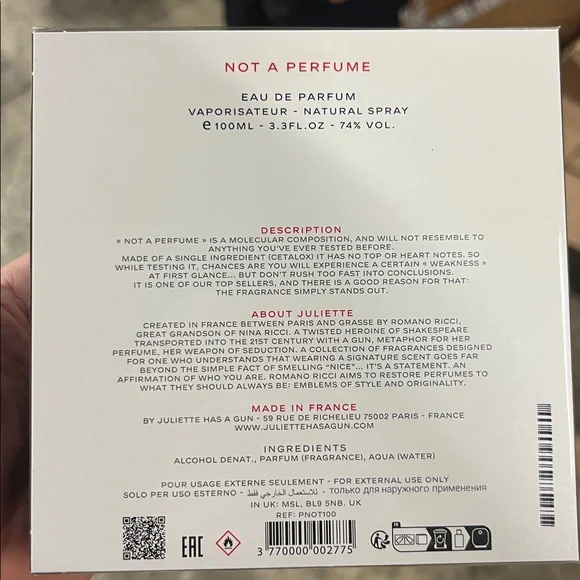 NOT A PERFUME
EAU DE PARFUM
VAPORISATEUR - NATURAL SPRAY
℮ 100ML - 3.3FL.OZ - 74% VOL.
DESCRIPTION
« NOT A PERFUME » IS A MOLECULAR COMPOSITION, AND WILL NOT RESEMBLE TO
ANYTHING YOU'VE EVER TESTED BEFORE.
MADE OF A SINGLE INGREDIENT (CETALOX) IT HAS NO TOP OR HEART NOTES. SO
WHILE TESTING IT, CHANCES ARE YOU WILL EXPERIENCE A CERTAIN « WEAKNESS »
AT FIRST GLANCE... BUT DON'T RUSH TOO FAST INTO CONCLUSIONS.
IT IS ONE OF OUR TOP SELLERS, AND THERE IS A GOOD REASON FOR THAT:
THE FRAGRANCE SIMPLY STANDS OUT.
ABOUT JULIETTE
CREATED IN FRANCE BETWEEN PARIS AND GRASSE BY ROMANO RICCI,
GREAT GRANDSON OF NINA RICCI. A TWISTED HEROINE OF SHAKESPEARE
TRANSPORTED INTO THE 21ST CENTURY WITH A GUN, METAPHOR FOR HER
PERFUME, HER WEAPON OF SEDUCTION. A COLLECTION OF FRAGRANCES DESIGNED
FOR ONE WHO UNDERSTANDS THAT WEARING A SIGNATURE SCENT GOES FAR
BEYOND THE SIMPLE FACT OF SMELLING "NICE"... IT'S A STATEMENT. AN
AFFIRMATION OF WHO YOU ARE. ROMANO RICCI AIMS TO RESTORE PERFUMES TO
WHAT THEY SHOULD ALWAYS BE: EMBLEMS OF STYLE AND ORIGINALITY.
MADE IN FRANCE
BY JULIETTE HAS A GUN - 59 RUE DE RICHELIEU 75002 PARIS - FRANCE
WWW.JULIETTEHASAGUN.COM
INGREDIENTS
ALCOHOL DENAT., PARFUM (FRAGRANCE), AQUA (WATER)
POUR USAGE EXTERNE SEULEMENT - FOR EXTERNAL USE ONLY
SOLO PER USO ESTERNO - للاستعمال الخارجي فقط - только для наружного применения
IN UK: MSL, BL9 5NB. UK
REF: PNOT100
EAC
3 770000 002775